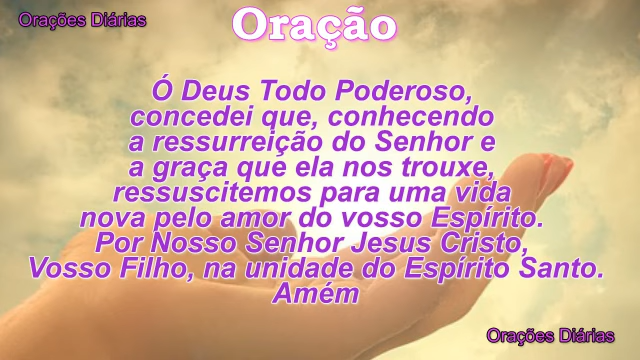 Orações Diárias
Oração
Ó Deus Todo Poderoso,
concedei que, conhecendo
a ressurreição do Senhor e
a graça que ela nos trouxe,
ressuscitemos para uma vida
nova pelo amor do vosso Espírito.
Por Nosso Senhor Jesus Cristo,
Vosso Filho, na unidade do Espírito Santo.
Amém
Orações Diárias